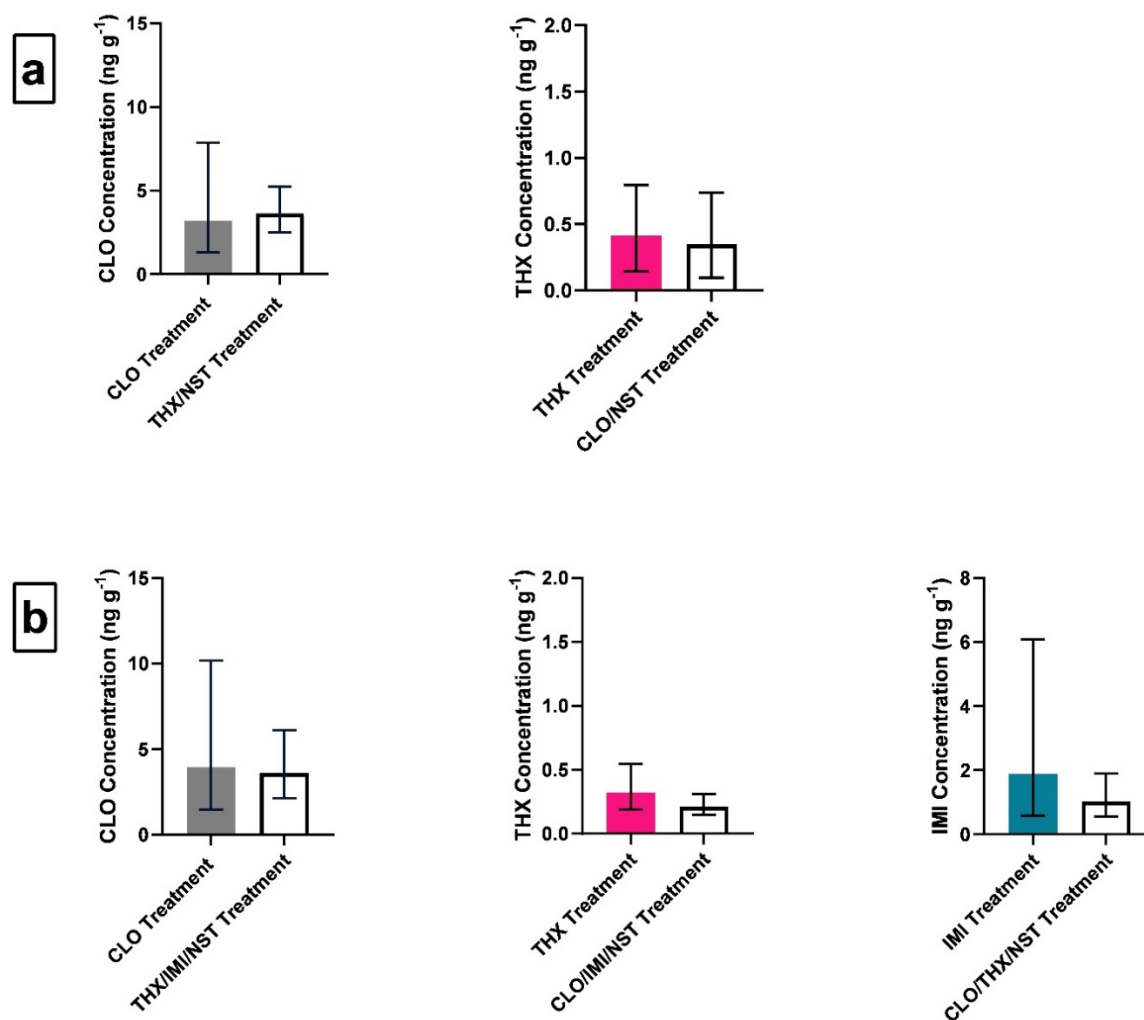 a
CLO Concentration (ng g⁻¹)
15
10
5
0
CLO Treatment
THX/NST Treatment
THX Concentration (ng g⁻¹)
2.0
1.5
1.0
0.5
0.0
THX Treatment
CLO/NST Treatment
b
CLO Concentration (ng g⁻¹)
15
10
5
0
CLO Treatment
THX/IMI/NST Treatment
THX Concentration (ng g⁻¹)
2.0
1.5
1.0
0.5
0.0
THX Treatment
CLO/IMI/NST Treatment
IMI Concentration (ng g⁻¹)
8
6
4
2
0
IMI Treatment
CLO/THX/NST Treatment